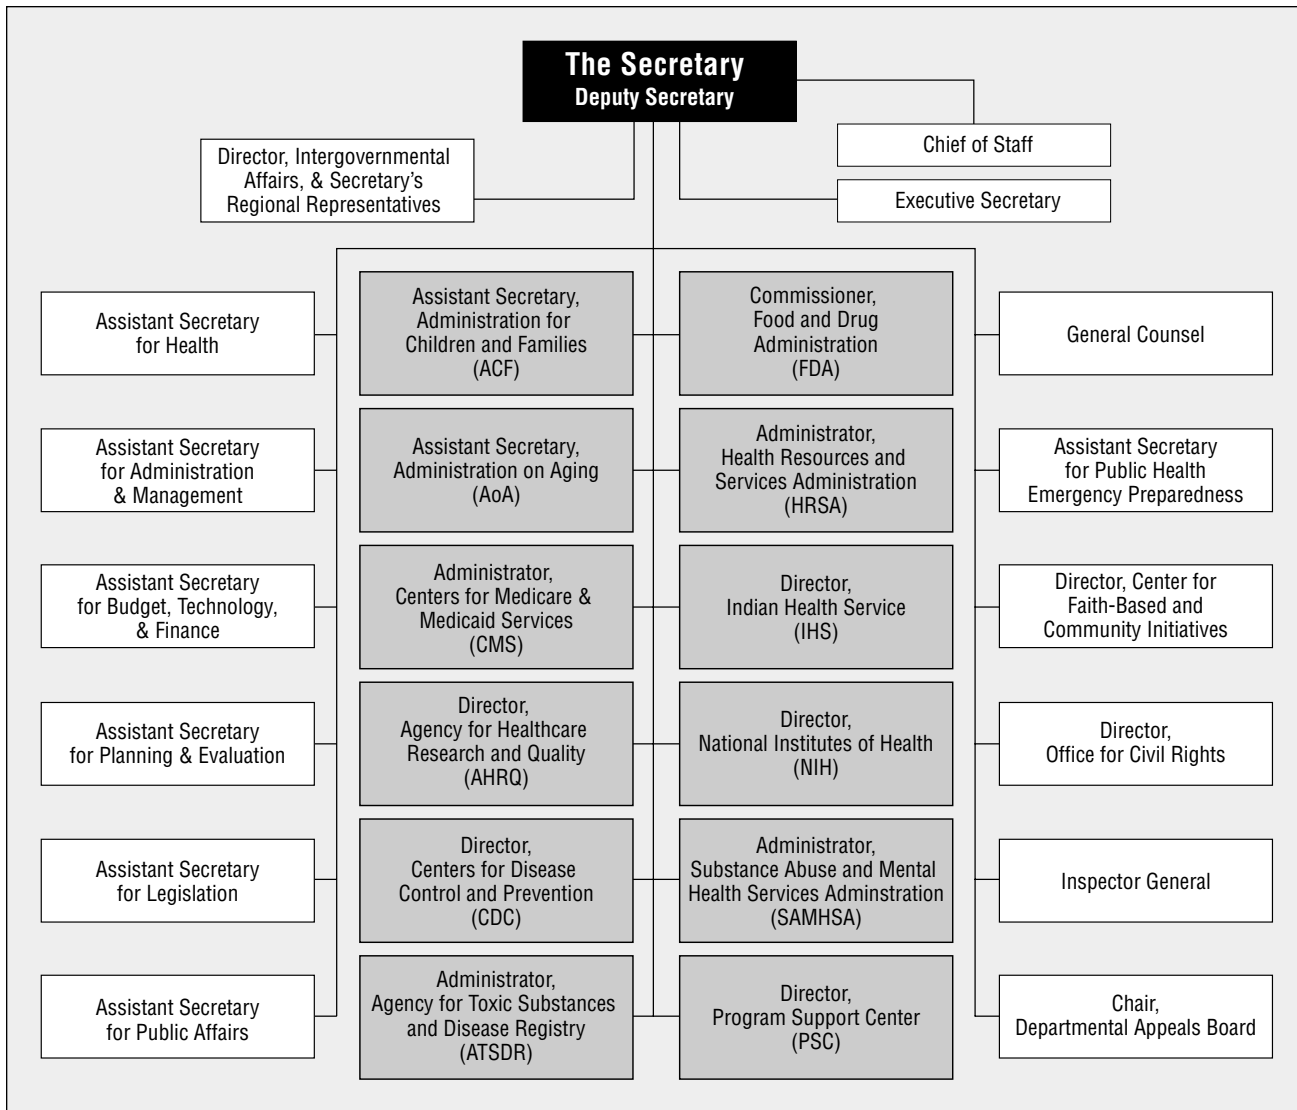 The Secretary
Deputy Secretary
Director, Intergovernmental
Affairs, & Secretary’s
Regional Representatives
Chief of Staff
Executive Secretary
Assistant Secretary
for Health
Assistant Secretary,
Administration for
Children and Families
(ACF)
Commissioner,
Food and Drug
Administration
(FDA)
General Counsel
Assistant Secretary
for Administration
& Management
Assistant Secretary,
Administration on Aging
(AoA)
Administrator,
Health Resources and
Services Administration
(HRSA)
Assistant Secretary
for Public Health
Emergency Preparedness
Assistant Secretary
for Budget, Technology,
& Finance
Administrator,
Centers for Medicare &
Medicaid Services
(CMS)
Director,
Indian Health Service
(IHS)
Director, Center for
Faith-Based and
Community Initiatives
Assistant Secretary
for Planning & Evaluation
Director,
Agency for Healthcare
Research and Quality
(AHRQ)
Director,
National Institutes of Health
(NIH)
Director,
Office for Civil Rights
Assistant Secretary
for Legislation
Director,
Centers for Disease
Control and Prevention
(CDC)
Administrator,
Substance Abuse and Mental
Health Services Adminstration
(SAMHSA)
Inspector General
Assistant Secretary
for Public Affairs
Administrator,
Agency for Toxic Substances
and Disease Registry
(ATSDR)
Director,
Program Support Center
(PSC)
Chair,
Departmental Appeals Board